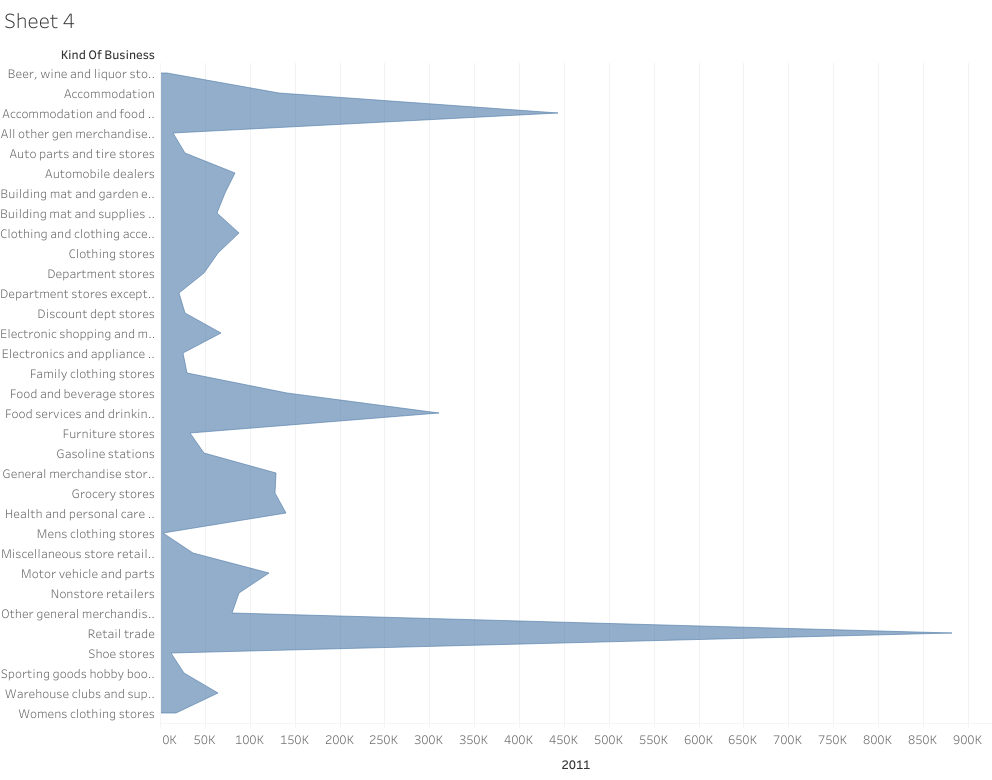 Sheet 4
Kind Of Business
Beer, wine and liquor sto..
Accommodation
Accommodation and food ..
All other gen merchandise..
Auto parts and tire stores
Automobile dealers
Building mat and garden e..
Building mat and supplies ..
Clothing and clothing acce..
Clothing stores
Department stores
Department stores except..
Discount dept stores
Electronic shopping and m..
Electronics and appliance ..
Family clothing stores
Food and beverage stores
Food services and drinkin..
Furniture stores
Gasoline stations
General merchandise stor..
Grocery stores
Health and personal care ..
Mens clothing stores
Miscellaneous store retail..
Motor vehicle and parts
Nonstore retailers
Other general merchandis..
Retail trade
Shoe stores
Sporting goods hobby boo..
Warehouse clubs and sup..
Womens clothing stores
0K 50K 100K 150K 200K 250K 300K 350K 400K 450K 500K 550K 600K 650K 700K 750K 800K 850K 900K
2011